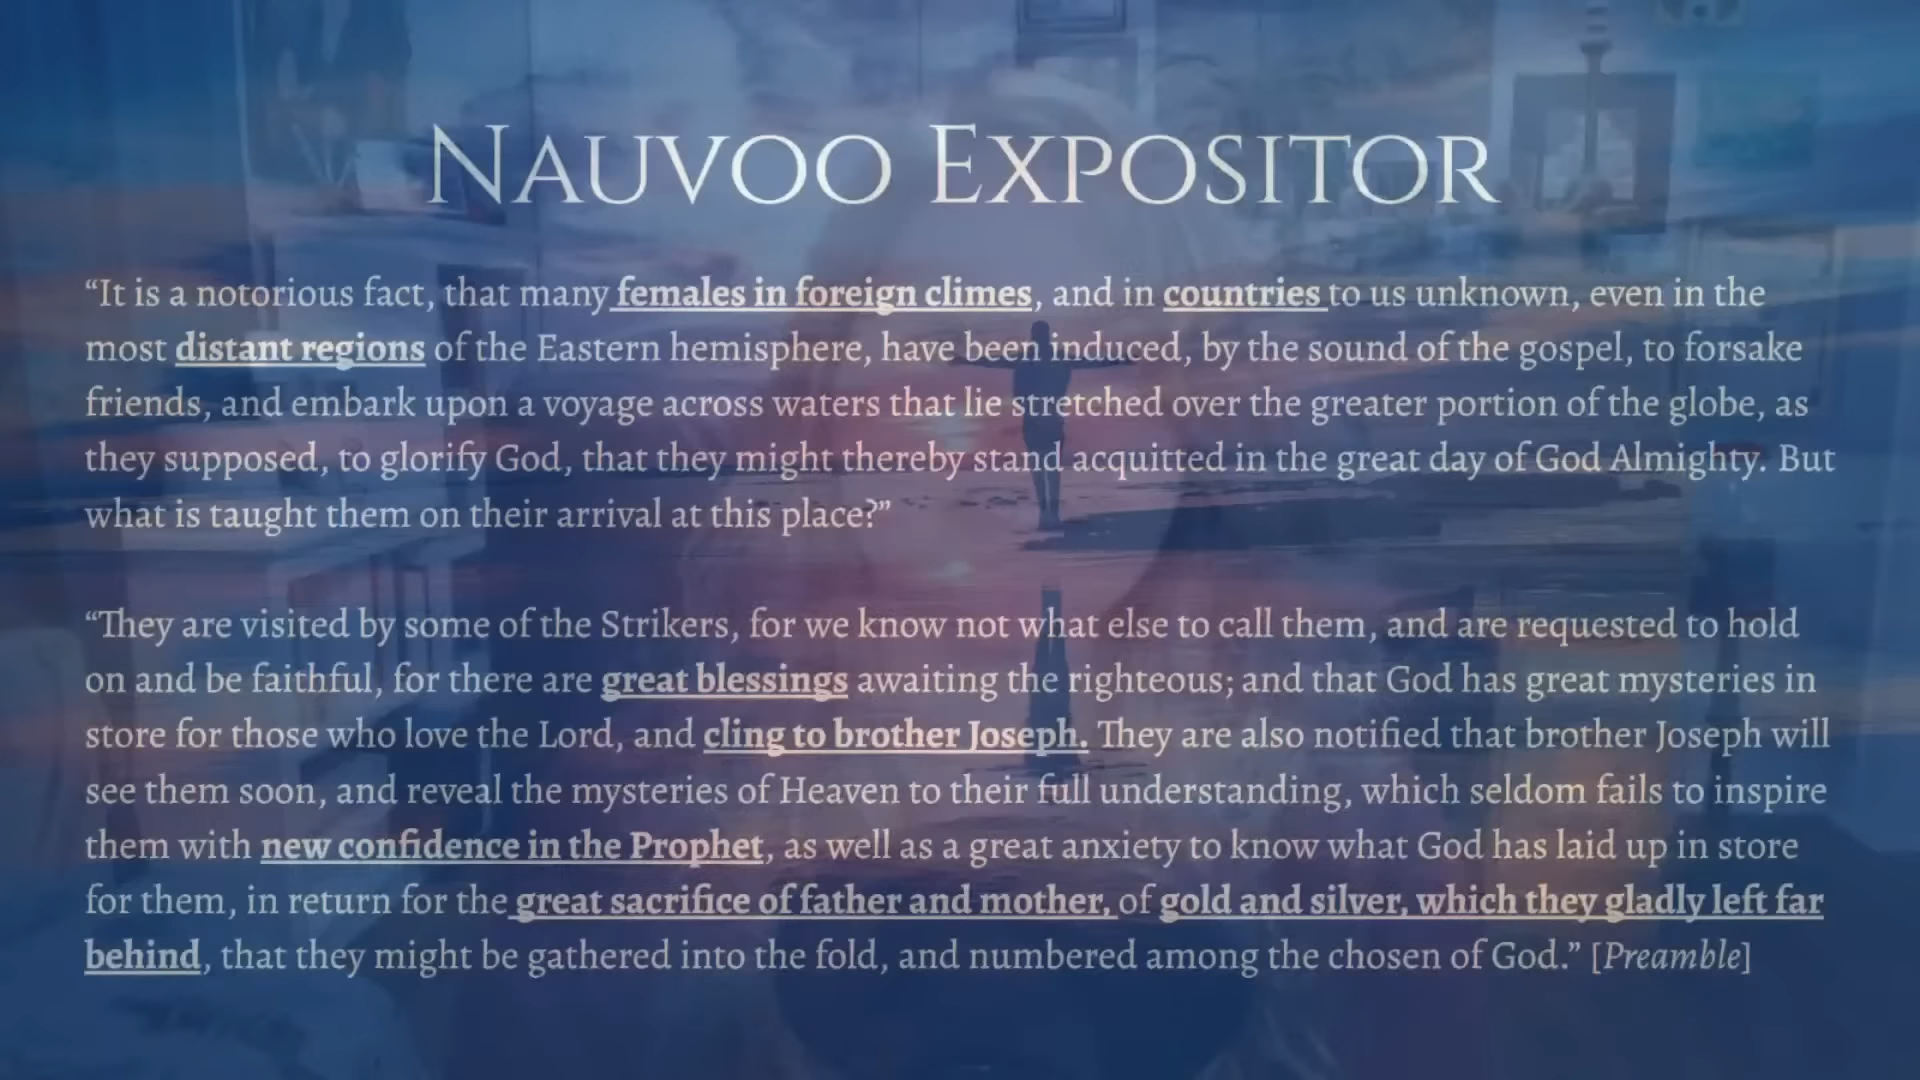 NAUVOO EXPOSITOR
“It is a notorious fact, that many females in foreign climes, and in countries to us unknown, even in the
most distant regions of the Eastern hemisphere, have been induced, by the sound of the gospel, to forsake
friends, and embark upon a voyage across waters that lie stretched over the greater portion of the globe, as
they supposed, to glorify God, that they might thereby stand acquitted in the great day of God Almighty. But
what is taught them on their arrival at this place?”
“They are visited by some of the Strikers, for we know not what else to call them, and are requested to hold
on and be faithful, for there are great blessings awaiting the righteous; and that God has great mysteries in
store for those who love the Lord, and cling to brother Joseph. They are also notified that brother Joseph will
see them soon, and reveal the mysteries of Heaven to their full understanding, which seldom fails to inspire
them with new confidence in the Prophet, as well as a great anxiety to know what God has laid up in store
for them, in return for the great sacrifice of father and mother, of gold and silver, which they gladly left far
behind, that they might be gathered into the fold, and numbered among the chosen of God.” [Preamble]